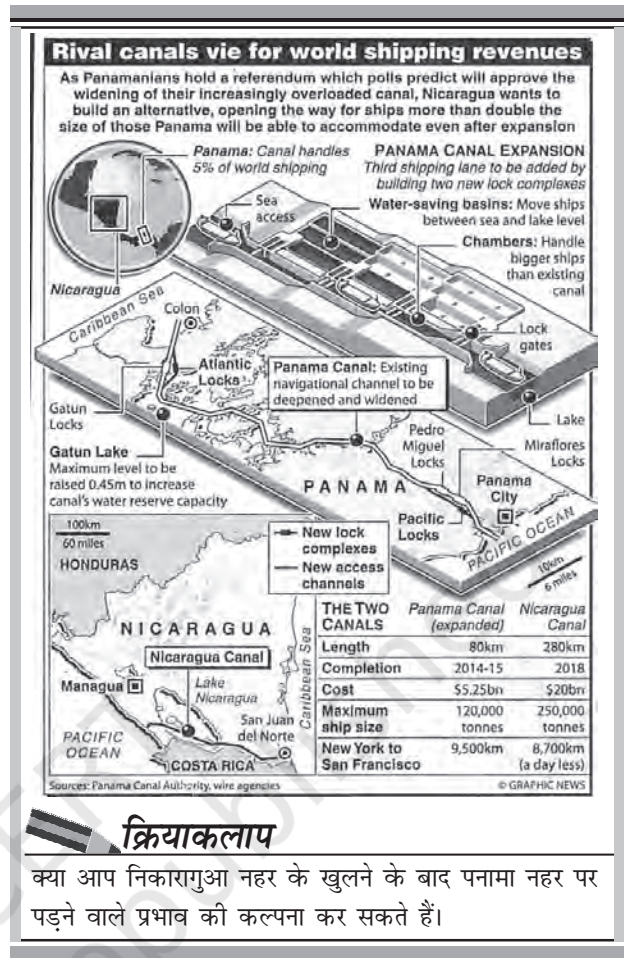 Rival canals vie for world shipping revenues
As Panamanians hold a referendum which polls predict will approve the
widening of their increasingly overloaded canal, Nicaragua wants to
build an alternative, opening the way for ships more than double the
size of those Panama will be able to accommodate even after expansion
Panama: Canal handles
5% of world shipping
PANAMA CANAL EXPANSION
Third shipping lane to be added by
building two new lock complexes
Water-saving basins: Move ships
between sea and lake level
Chambers: Handle
bigger ships
than existing
canal
Sea
access
Lock
gates
Lake
Nicaragua
Caribbean Sea
Colon
Atlantic
Locks
Panama Canal: Existing
navigational channel to be
deepened and widened
Gatun
Locks
Gatun Lake
Maximum level to be
raised 0.45m to increase
canal's water reserve capacity
Pedro
Miguel
Locks
Miraflores
Locks
PANAMA
Panama
City
Pacific
Locks
PACIFIC OCEAN
10km
6 miles
100km
60 miles
New lock
complexes
New access
channels
HONDURAS
NICARAGUA
Nicaragua Canal
Managua
Lake
Nicaragua
San Juan
del Norte
Caribbean Sea
PACIFIC
OCEAN
COSTA RICA
THE TWO CANALS Panama Canal (expanded) Nicaragua Canal
Length 80km 280km
Completion 2014-15 2018
Cost $5.25bn $20bn
Maximum ship size 120,000 tonnes 250,000 tonnes
New York to San Francisco 9,500km 8,700km (a day less)
Sources: Panama Canal Authority, wire agencies
© GRAPHIC NEWS
क्रियाकलाप
क्या आप निकारागुआ नहर के खुलने के बाद पनामा नहर पर
पड़ने वाले प्रभाव की कल्पना कर सकते हैं।